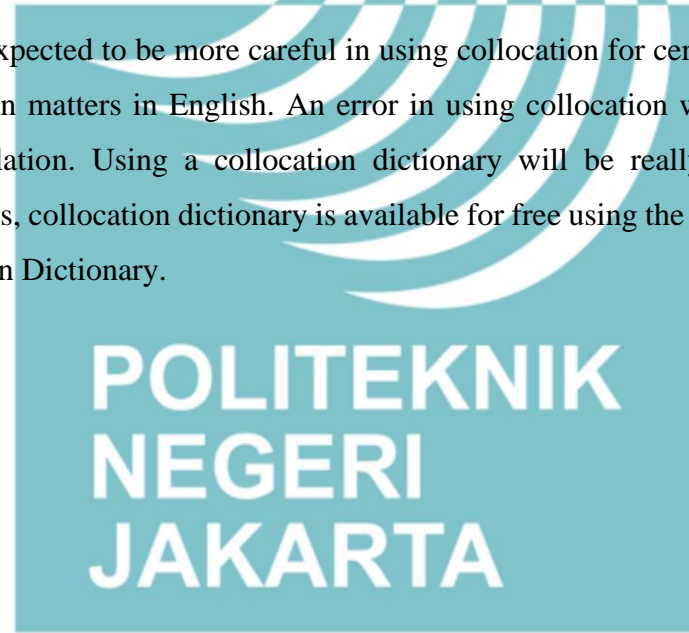 xpected to be more careful in using collocation for cer
n matters in English. An error in using collocation w
lation. Using a collocation dictionary will be really
s, collocation dictionary is available for free using the
n Dictionary.
POLITEKNIK
NEGERI
JAKARTA